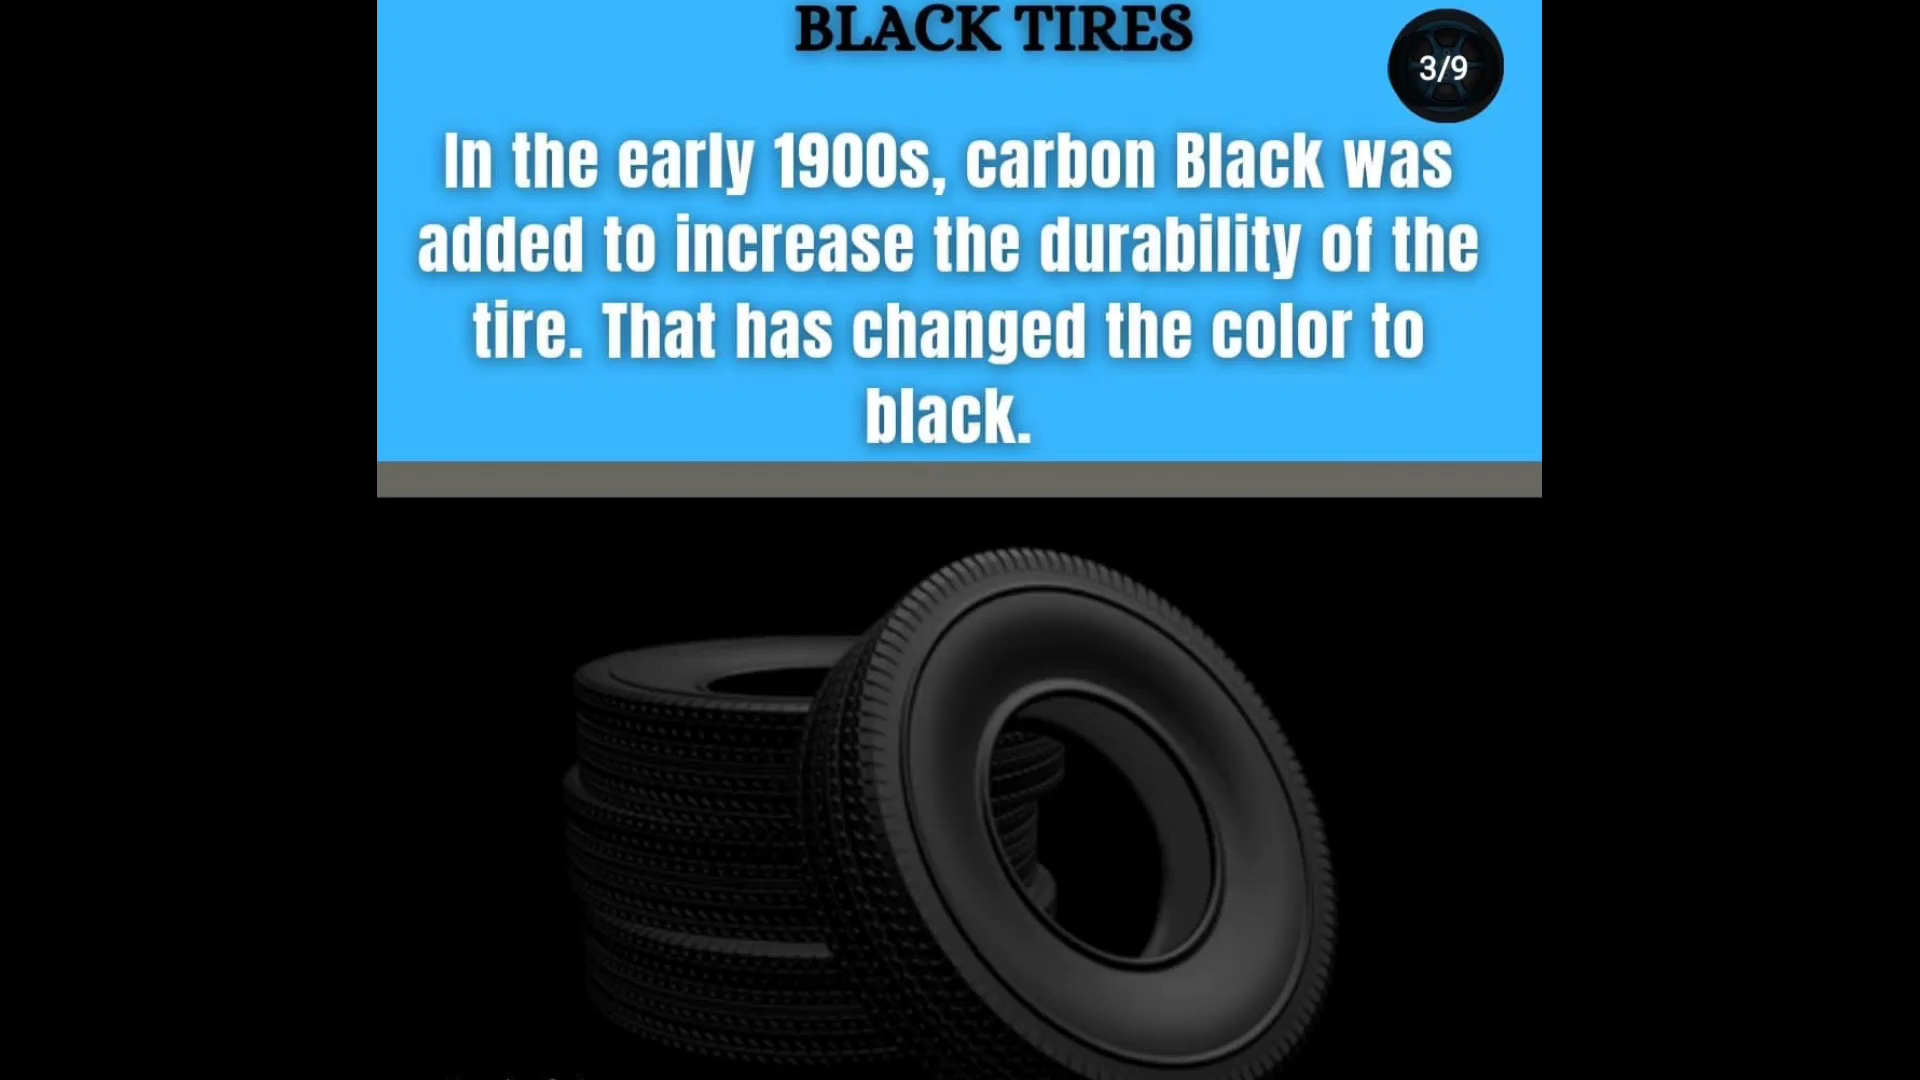 BLACK TIRES
3/9
In the early 1900s, carbon Black was
added to increase the durability of the
tire. That has changed the color to
black.